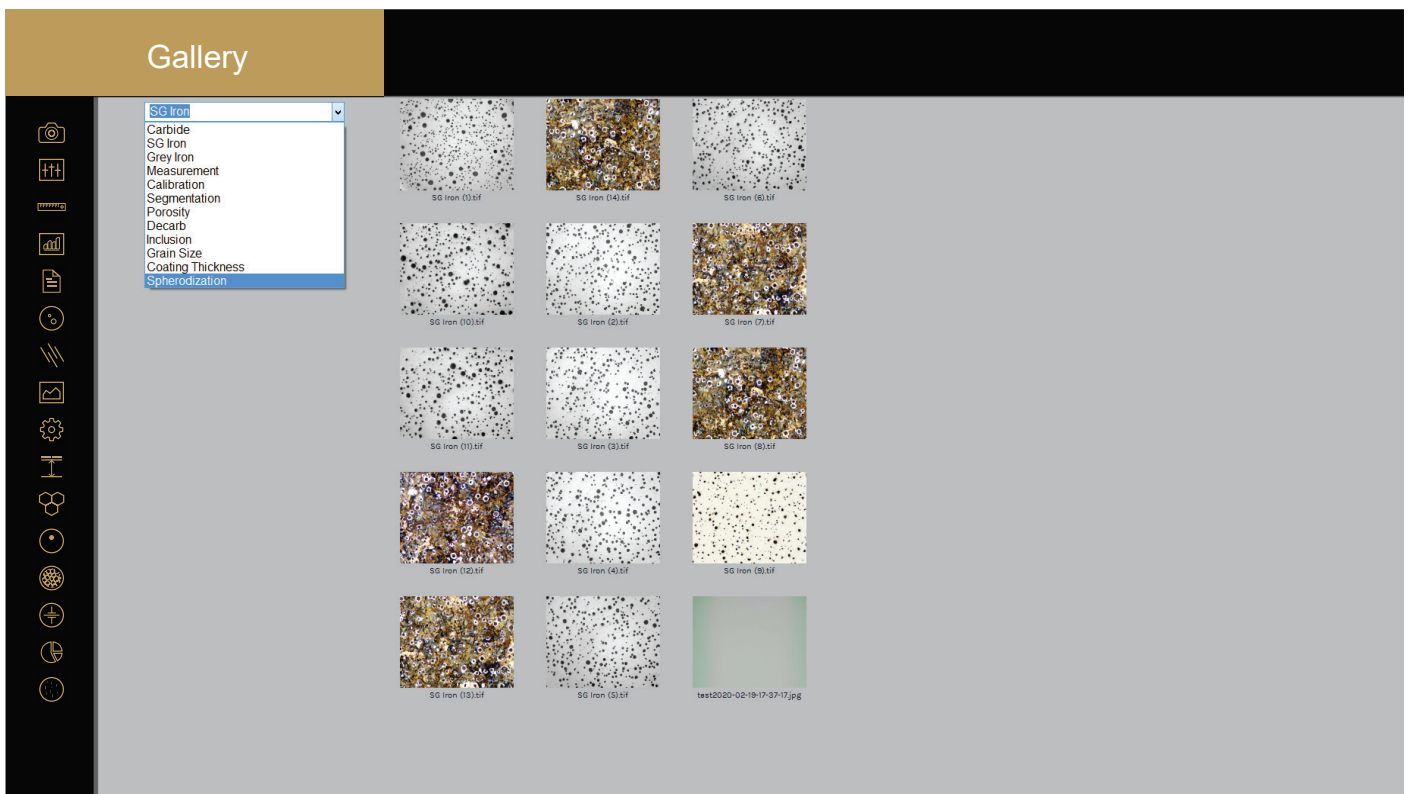 Gallery
SG Iron
Carbide
SG Iron
Grey Iron
Measurement
Calibration
Segmentation
Porosity
Decarb
Inclusion
Grain Size
Coating Thickness
Spherodization
SG Iron (1).tif
SG Iron (14).tif
SG Iron (6).tif
SG Iron (10).tif
SG Iron (2).tif
SG Iron (7).tif
SG Iron (11).tif
SG Iron (3).tif
SG Iron (8).tif
SG Iron (12).tif
SG Iron (4).tif
SG Iron (9).tif
SG Iron (13).tif
SG Iron (5).tif
test2020-02-19-17-37-17.jpg